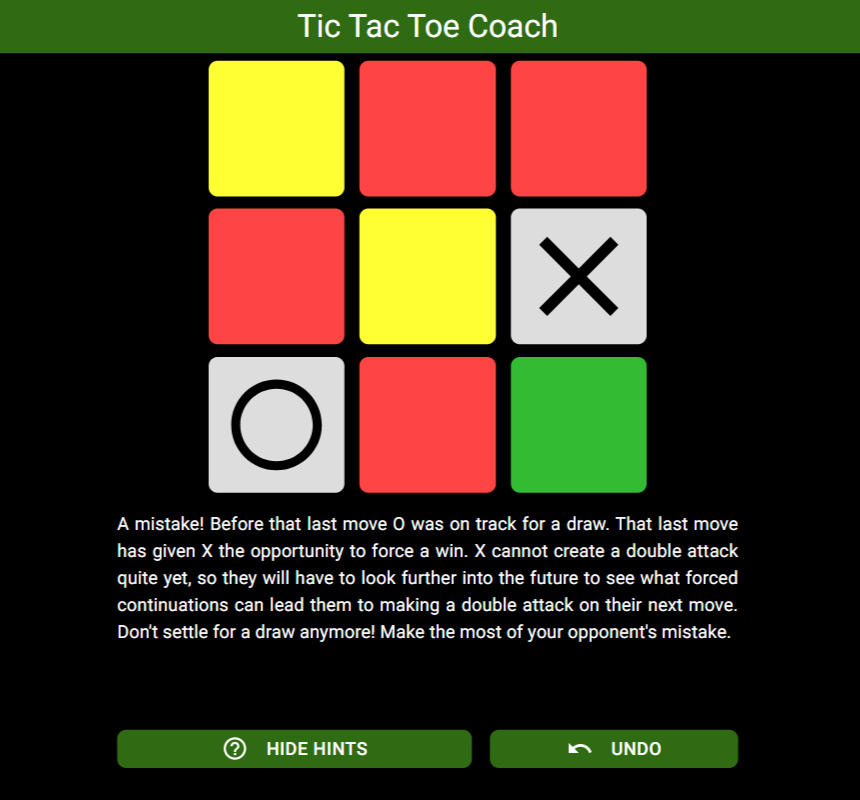 Tic Tac Toe Coach
A mistake! Before that last move O was on track for a draw. That last move
has given X the opportunity to force a win. X cannot create a double attack
quite yet, so they will have to look further into the future to see what forced
continuations can lead them to making a double attack on their next move.
Don't settle for a draw anymore! Make the most of your opponent's mistake.
HIDE HINTS
UNDO